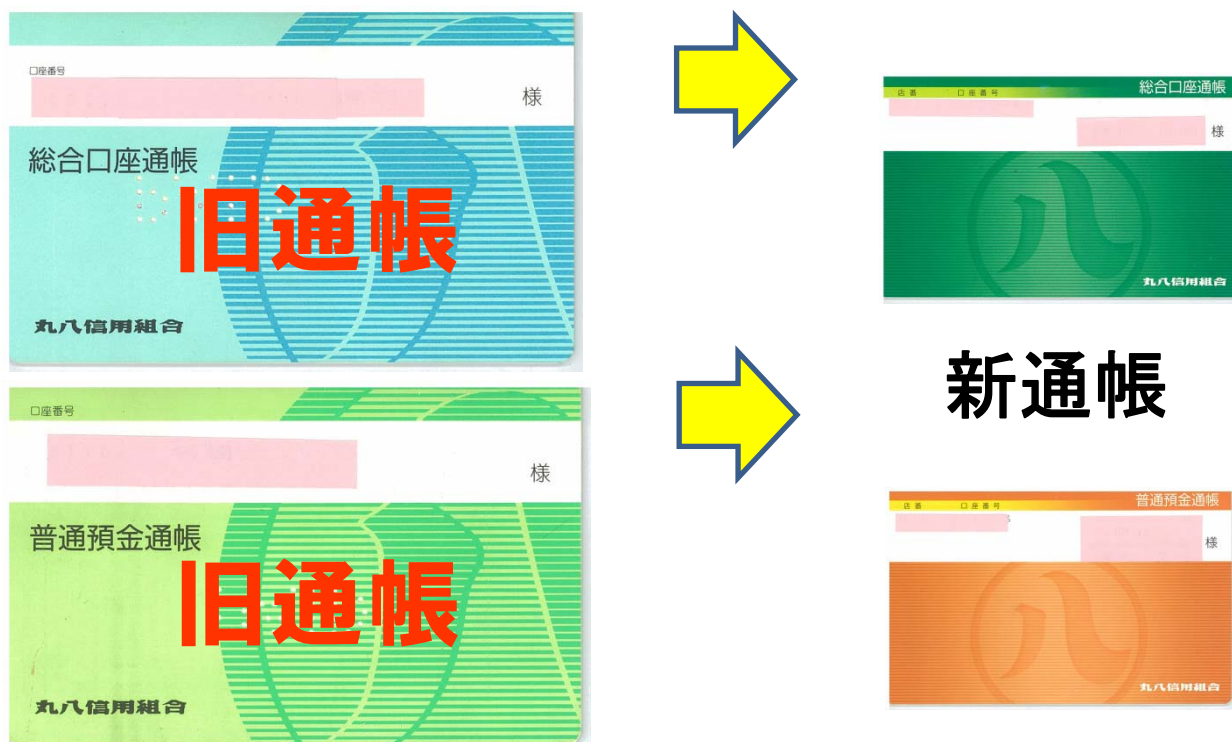 口座番号
様
総合口座通帳
旧通帳
丸八信用組合
総合口座通帳
店番 口座番号
様
八
丸八信用組合
新通帳
口座番号
様
普通預金通帳
旧通帳
丸八信用組合
普通預金通帳
店番 口座番号
様
八
丸八信用組合